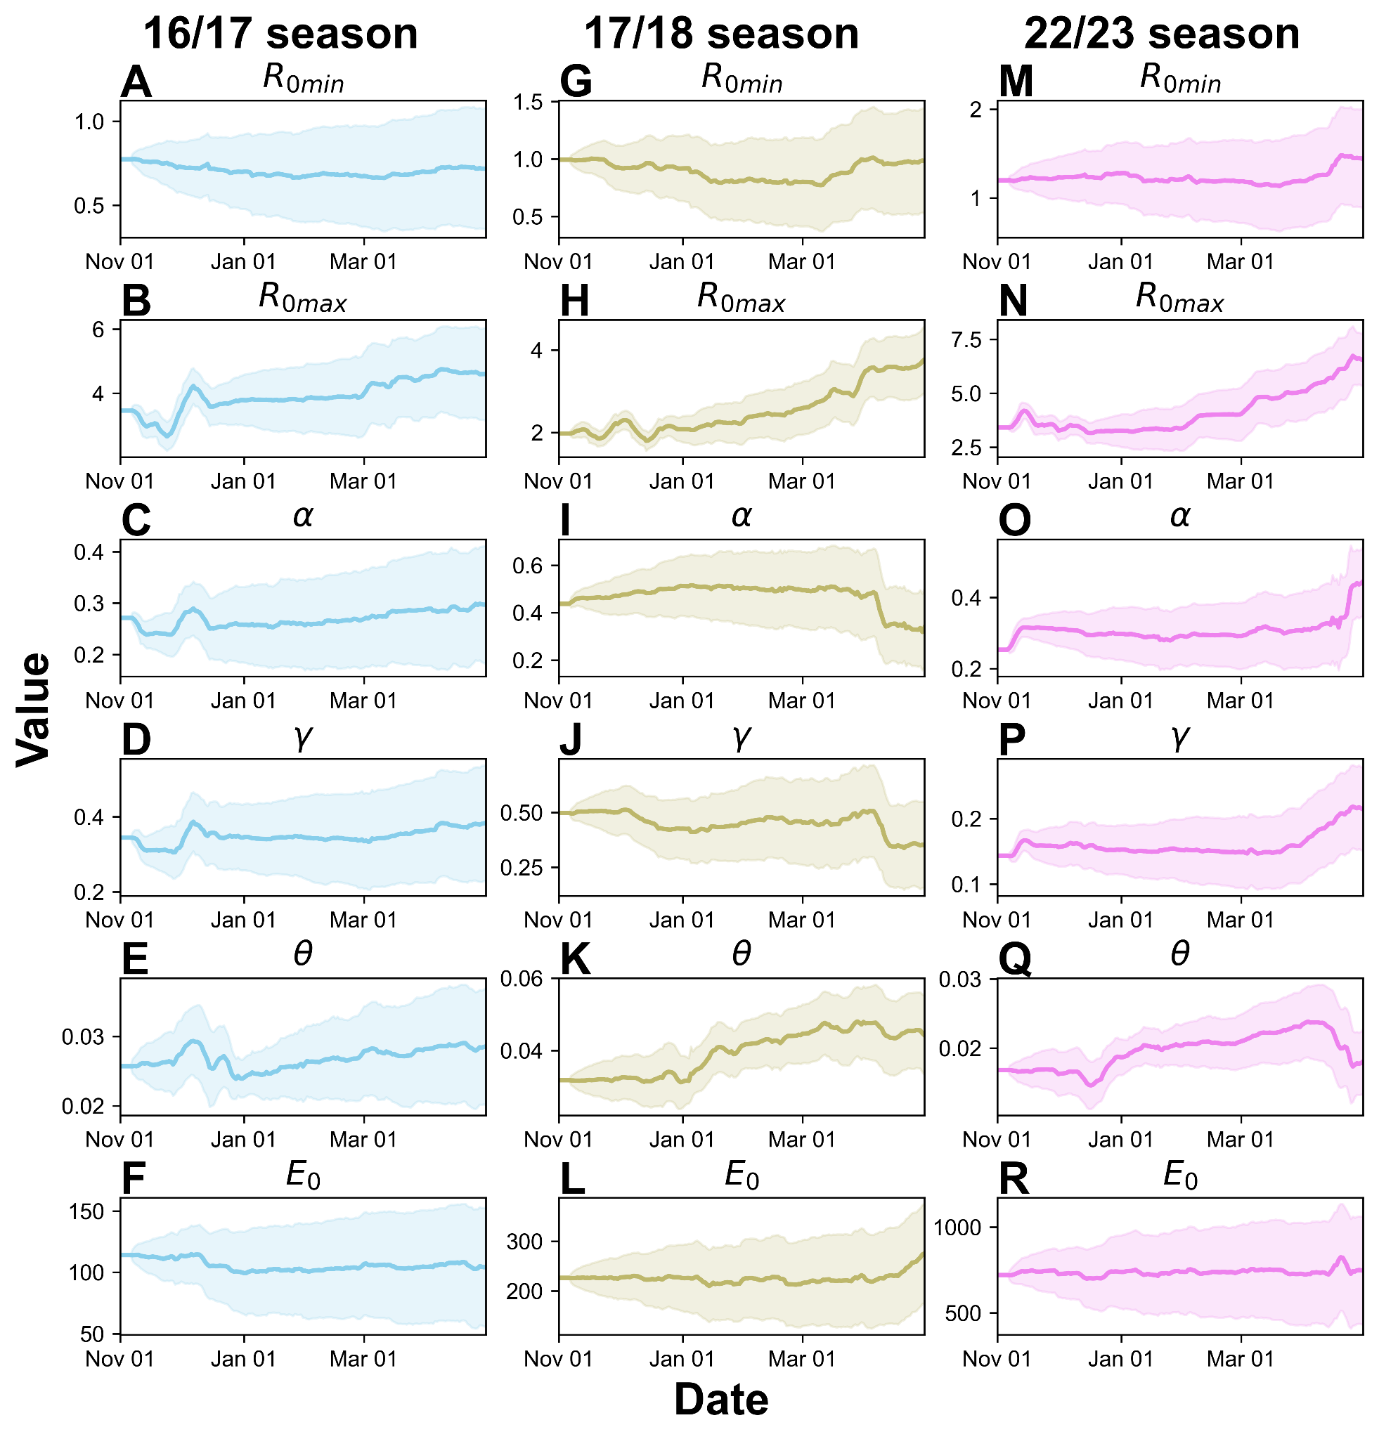 16/17 season 17/18 season 22/23 season
A R0min G R0min M R0min
1.0 1.5 2
0.5 1.0 1
0.5
Nov 01 Jan 01 Mar 01 Nov 01 Jan 01 Mar 01 Nov 01 Jan 01 Mar 01
B R0max H R0max N R0max
6 4 7.5
4 2 5.0
2.5
Nov 01 Jan 01 Mar 01 Nov 01 Jan 01 Mar 01 Nov 01 Jan 01 Mar 01
C α I α O α
0.4 0.6 0.4
0.3 0.4 0.2
0.2 0.2
Nov 01 Jan 01 Mar 01 Nov 01 Jan 01 Mar 01 Nov 01 Jan 01 Mar 01
Value
D γ J γ P γ
0.4 0.50 0.2
0.2 0.25 0.1
Nov 01 Jan 01 Mar 01 Nov 01 Jan 01 Mar 01 Nov 01 Jan 01 Mar 01
E θ K θ Q θ
0.03 0.06 0.03
0.02 0.04 0.02
Nov 01 Jan 01 Mar 01 Nov 01 Jan 01 Mar 01 Nov 01 Jan 01 Mar 01
F E0 L E0 R E0
150 300 1000
100 200 500
50
Nov 01 Jan 01 Mar 01 Nov 01 Jan 01 Mar 01 Nov 01 Jan 01 Mar 01
Date